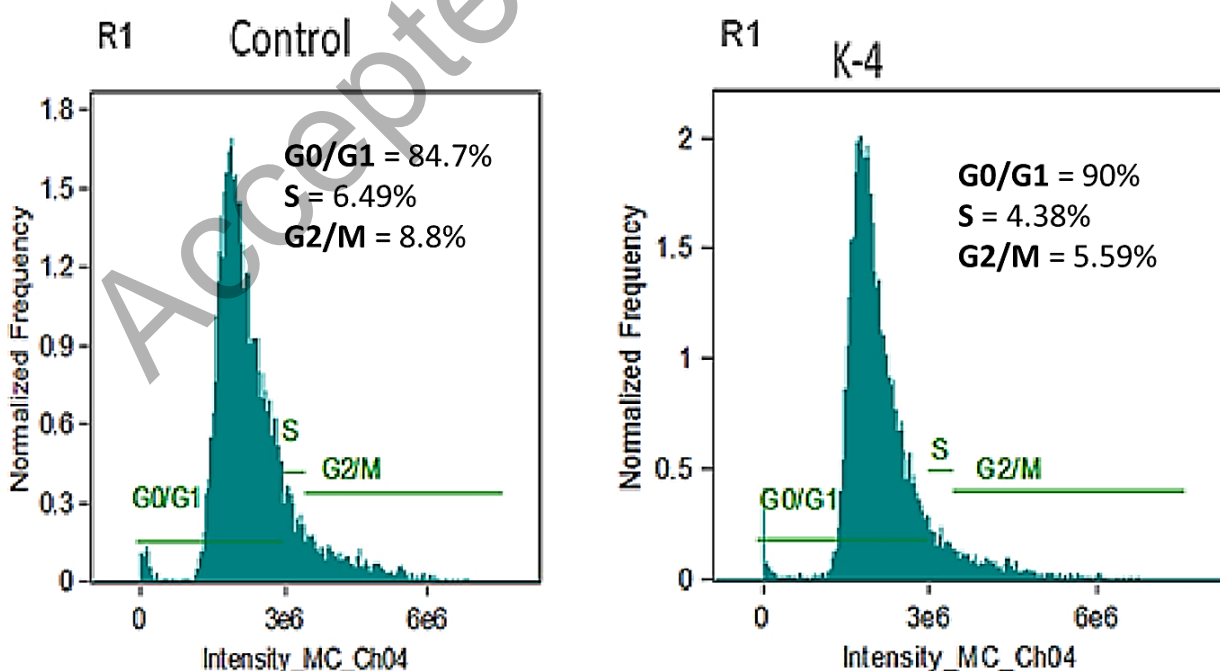 R1
Control
1.8
1.5
1.2
0.9
0.6
0.3
0
Normalized Frequency
G0/G1 = 84.7%
S = 6.49%
G2/M = 8.8%
S
G2/M
G0/G1
0
3e6
6e6
Intensity_MC_Ch04
R1
K-4
2
1.5
1
0.5
0
Normalized Frequency
G0/G1 = 90%
S = 4.38%
G2/M = 5.59%
S
G2/M
G0/G1
0
3e6
6e6
Intensity_MC_Ch04
Accepte